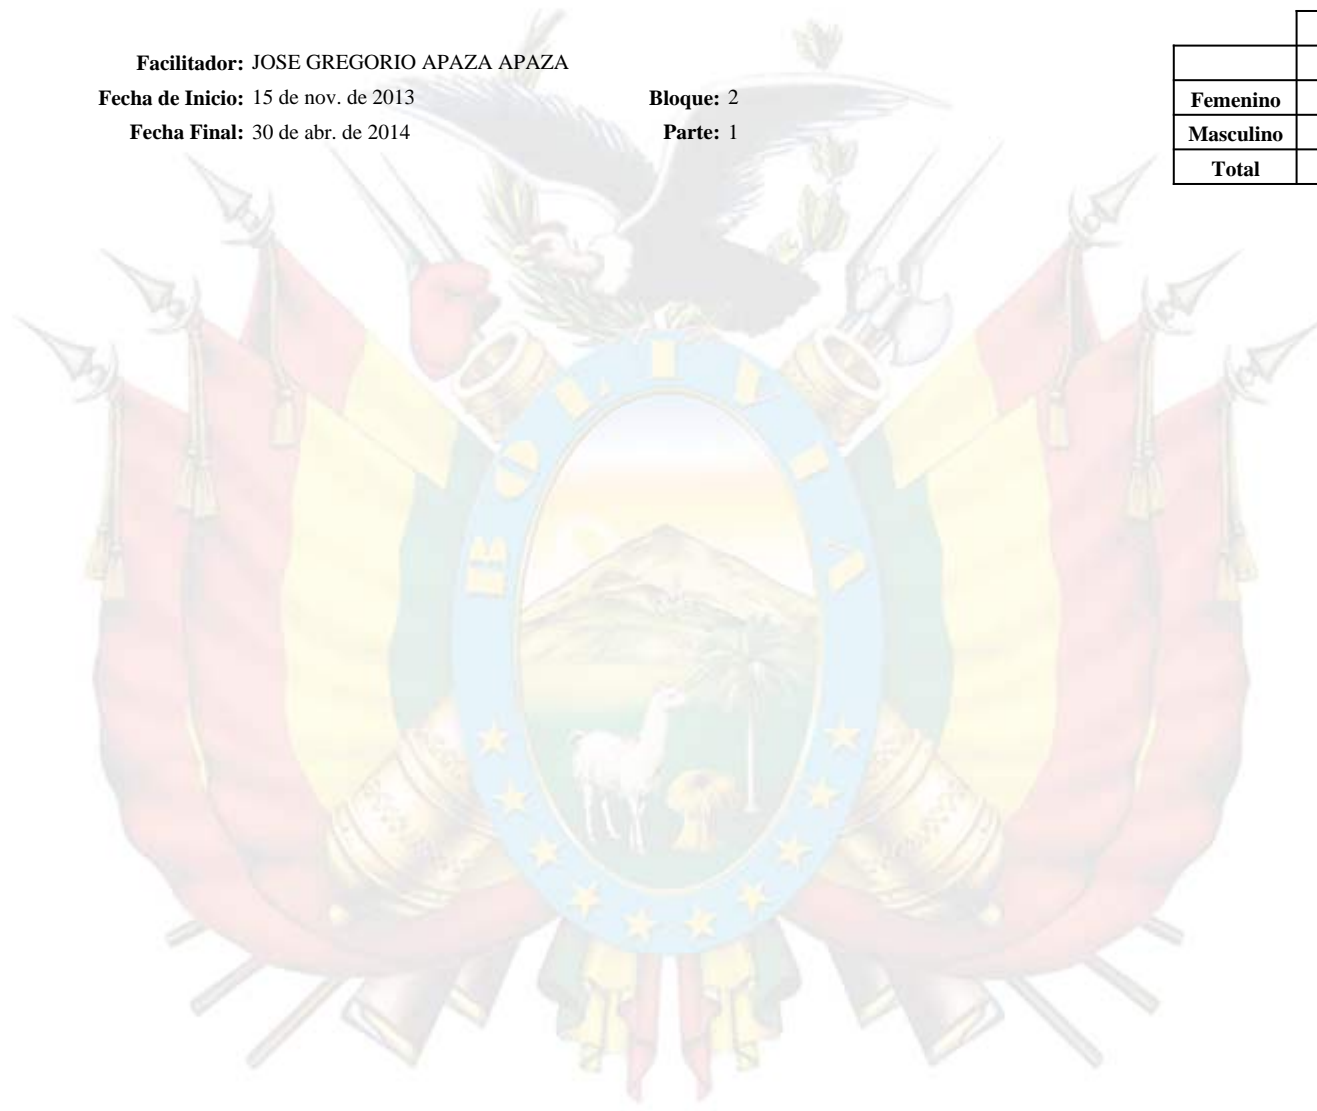 Facilitador: JOSE GREGORIO APAZA APAZA
Fecha de Inicio: 15 de nov. de 2013 Bloque: 2
Fecha Final: 30 de abr. de 2014 Parte: 1
Femenino
Masculino
Total
BOLIVIA